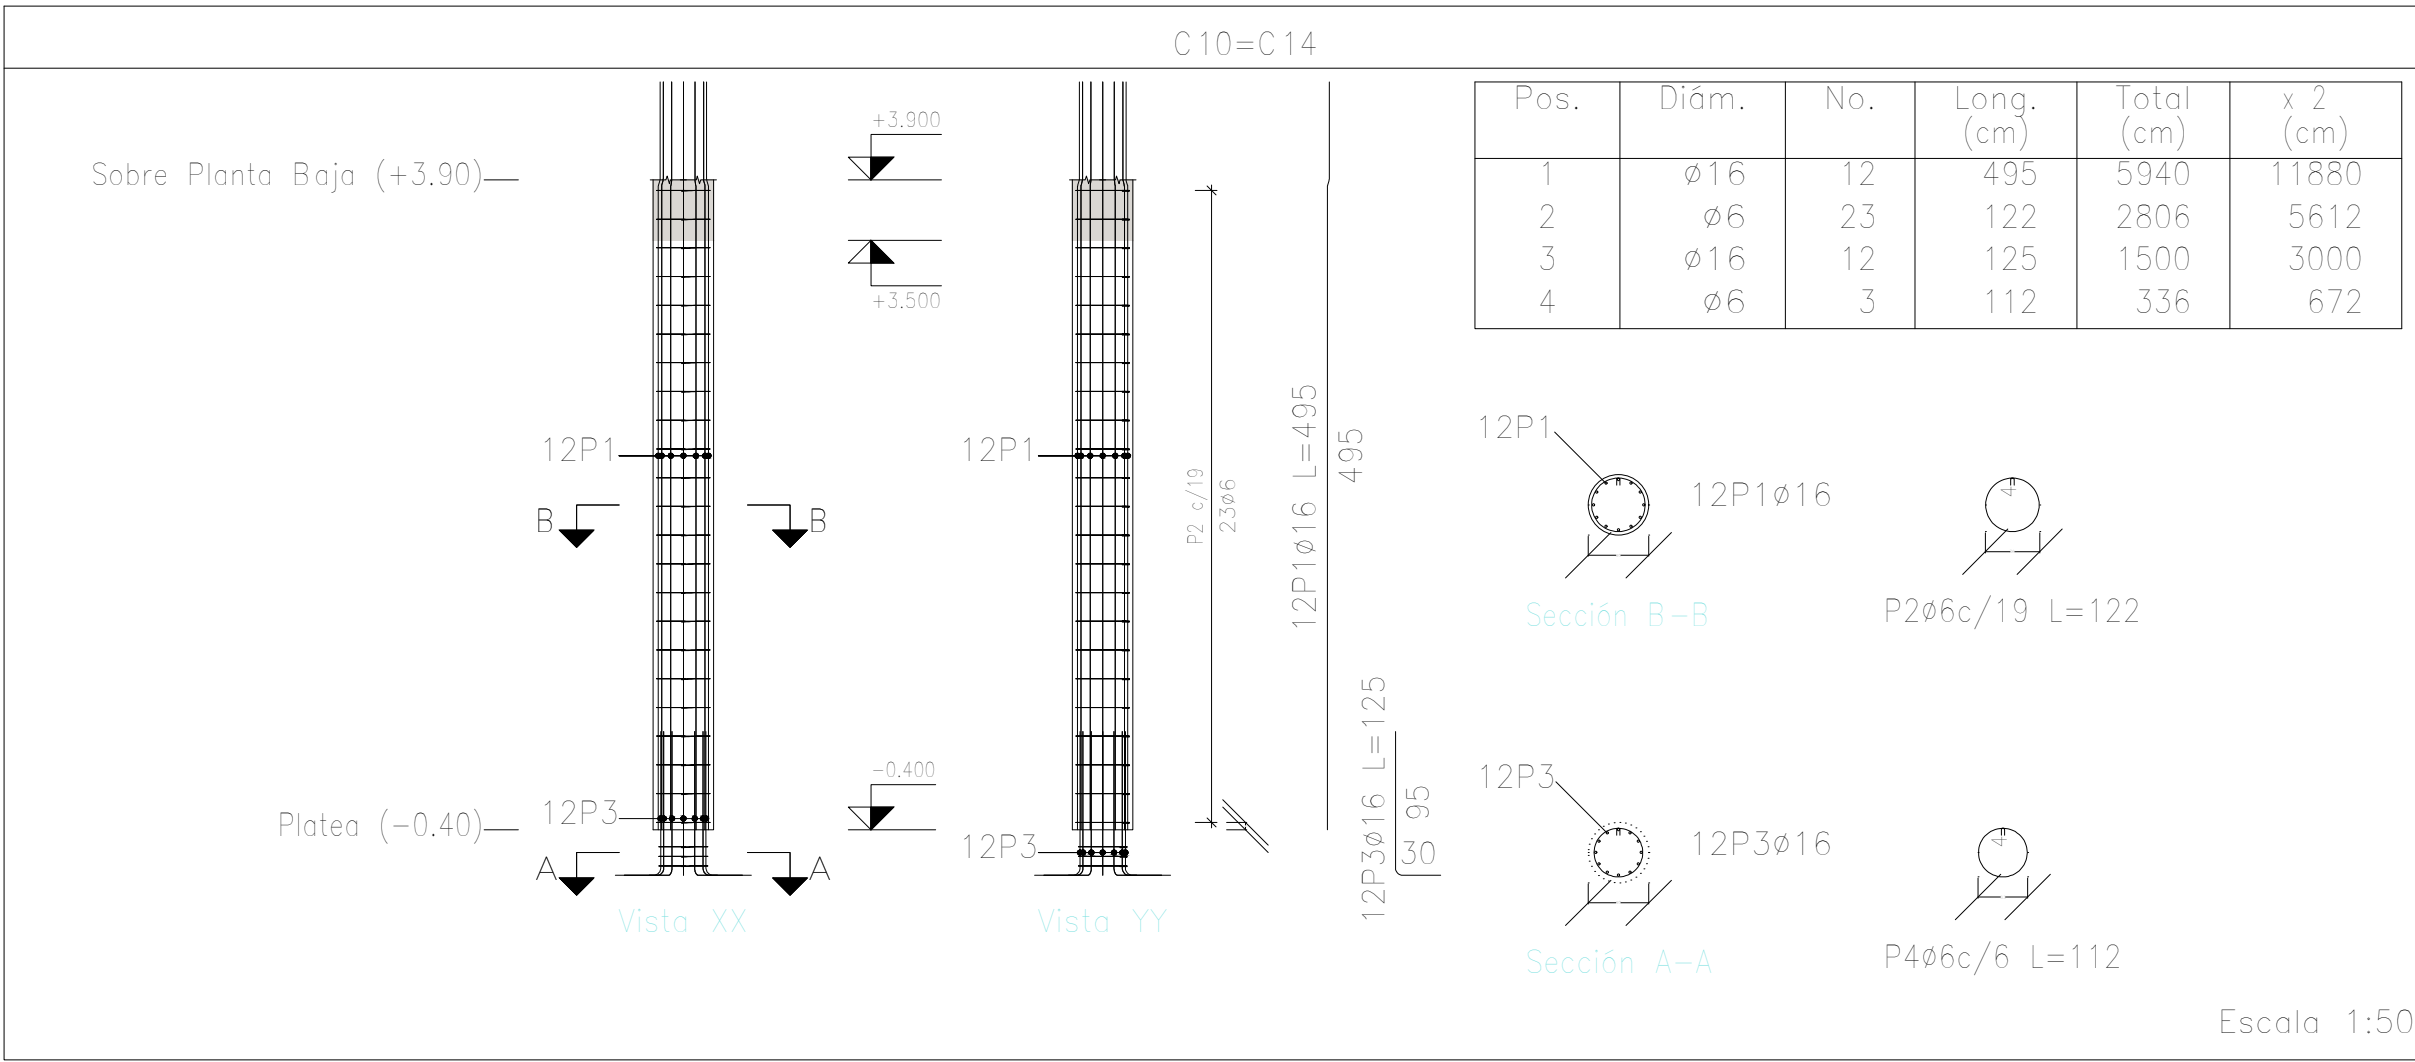 C10=C14
Sobre Planta Baja (+3.90)
+3.900
+3.500
12P1
12P1
B
B
P2 c/19
23ø6
12P1ø16 L=495
495
Platea (-0.40)
-0.400
12P3
12P3
A
A
Vista XX
Vista YY
12P3ø16 L=125
95
30
Pos. Diám. No. Long. (cm) Total (cm) x 2 (cm)
1 ø16 12 495 5940 11880
2 ø6 23 122 2806 5612
3 ø16 12 125 1500 3000
4 ø6 3 112 336 672
12P1
12P1ø16
4
Sección B-B
P2ø6c/19 L=122
12P3
12P3ø16
4
Sección A-A
P4ø6c/6 L=112
Escala 1:50